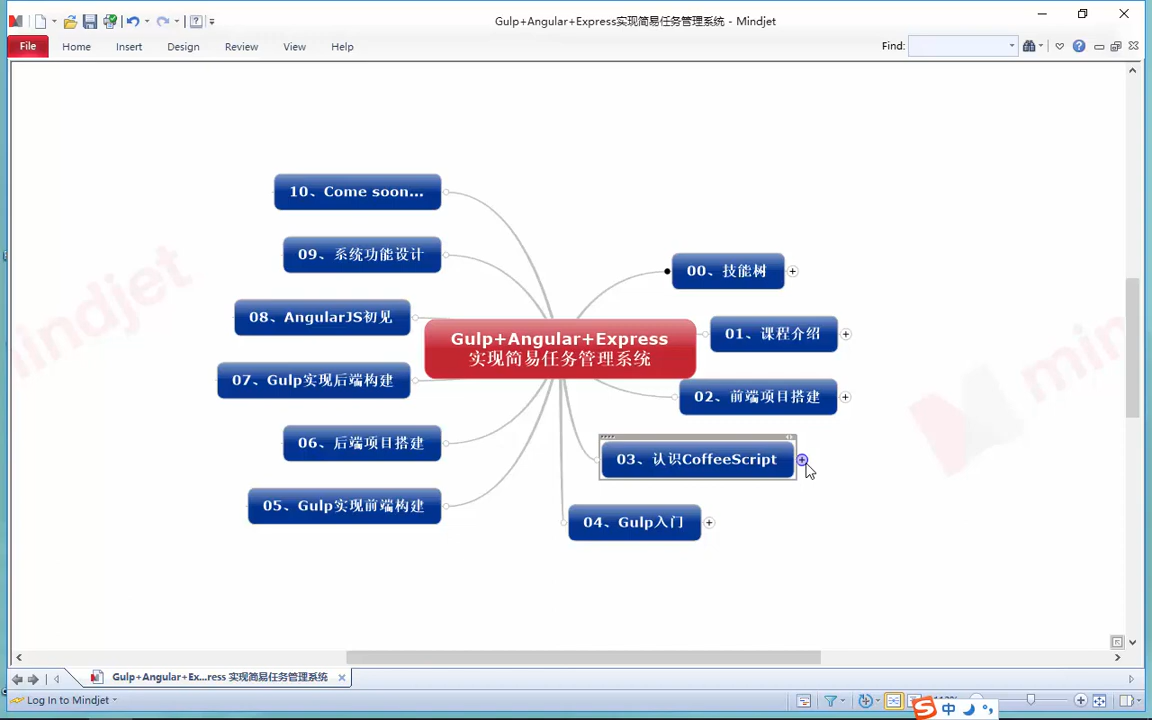 Gulp+Angular+Express实现简易任务管理系统 - Mindjet
File Home Insert Design Review View Help Find:
10、Come soon...
09、系统功能设计
08、AngularJS初见
07、Gulp实现后端构建
06、后端项目搭建
05、Gulp实现前端构建
Gulp+Angular+Express
实现简易任务管理系统
00、技能树
01、课程介绍
02、前端项目搭建
03、认识CoffeeScript
04、Gulp入门
Mindjet
Gulp+Angular+Ex...ress 实现简易任务管理系统
Log In to Mindjet
中